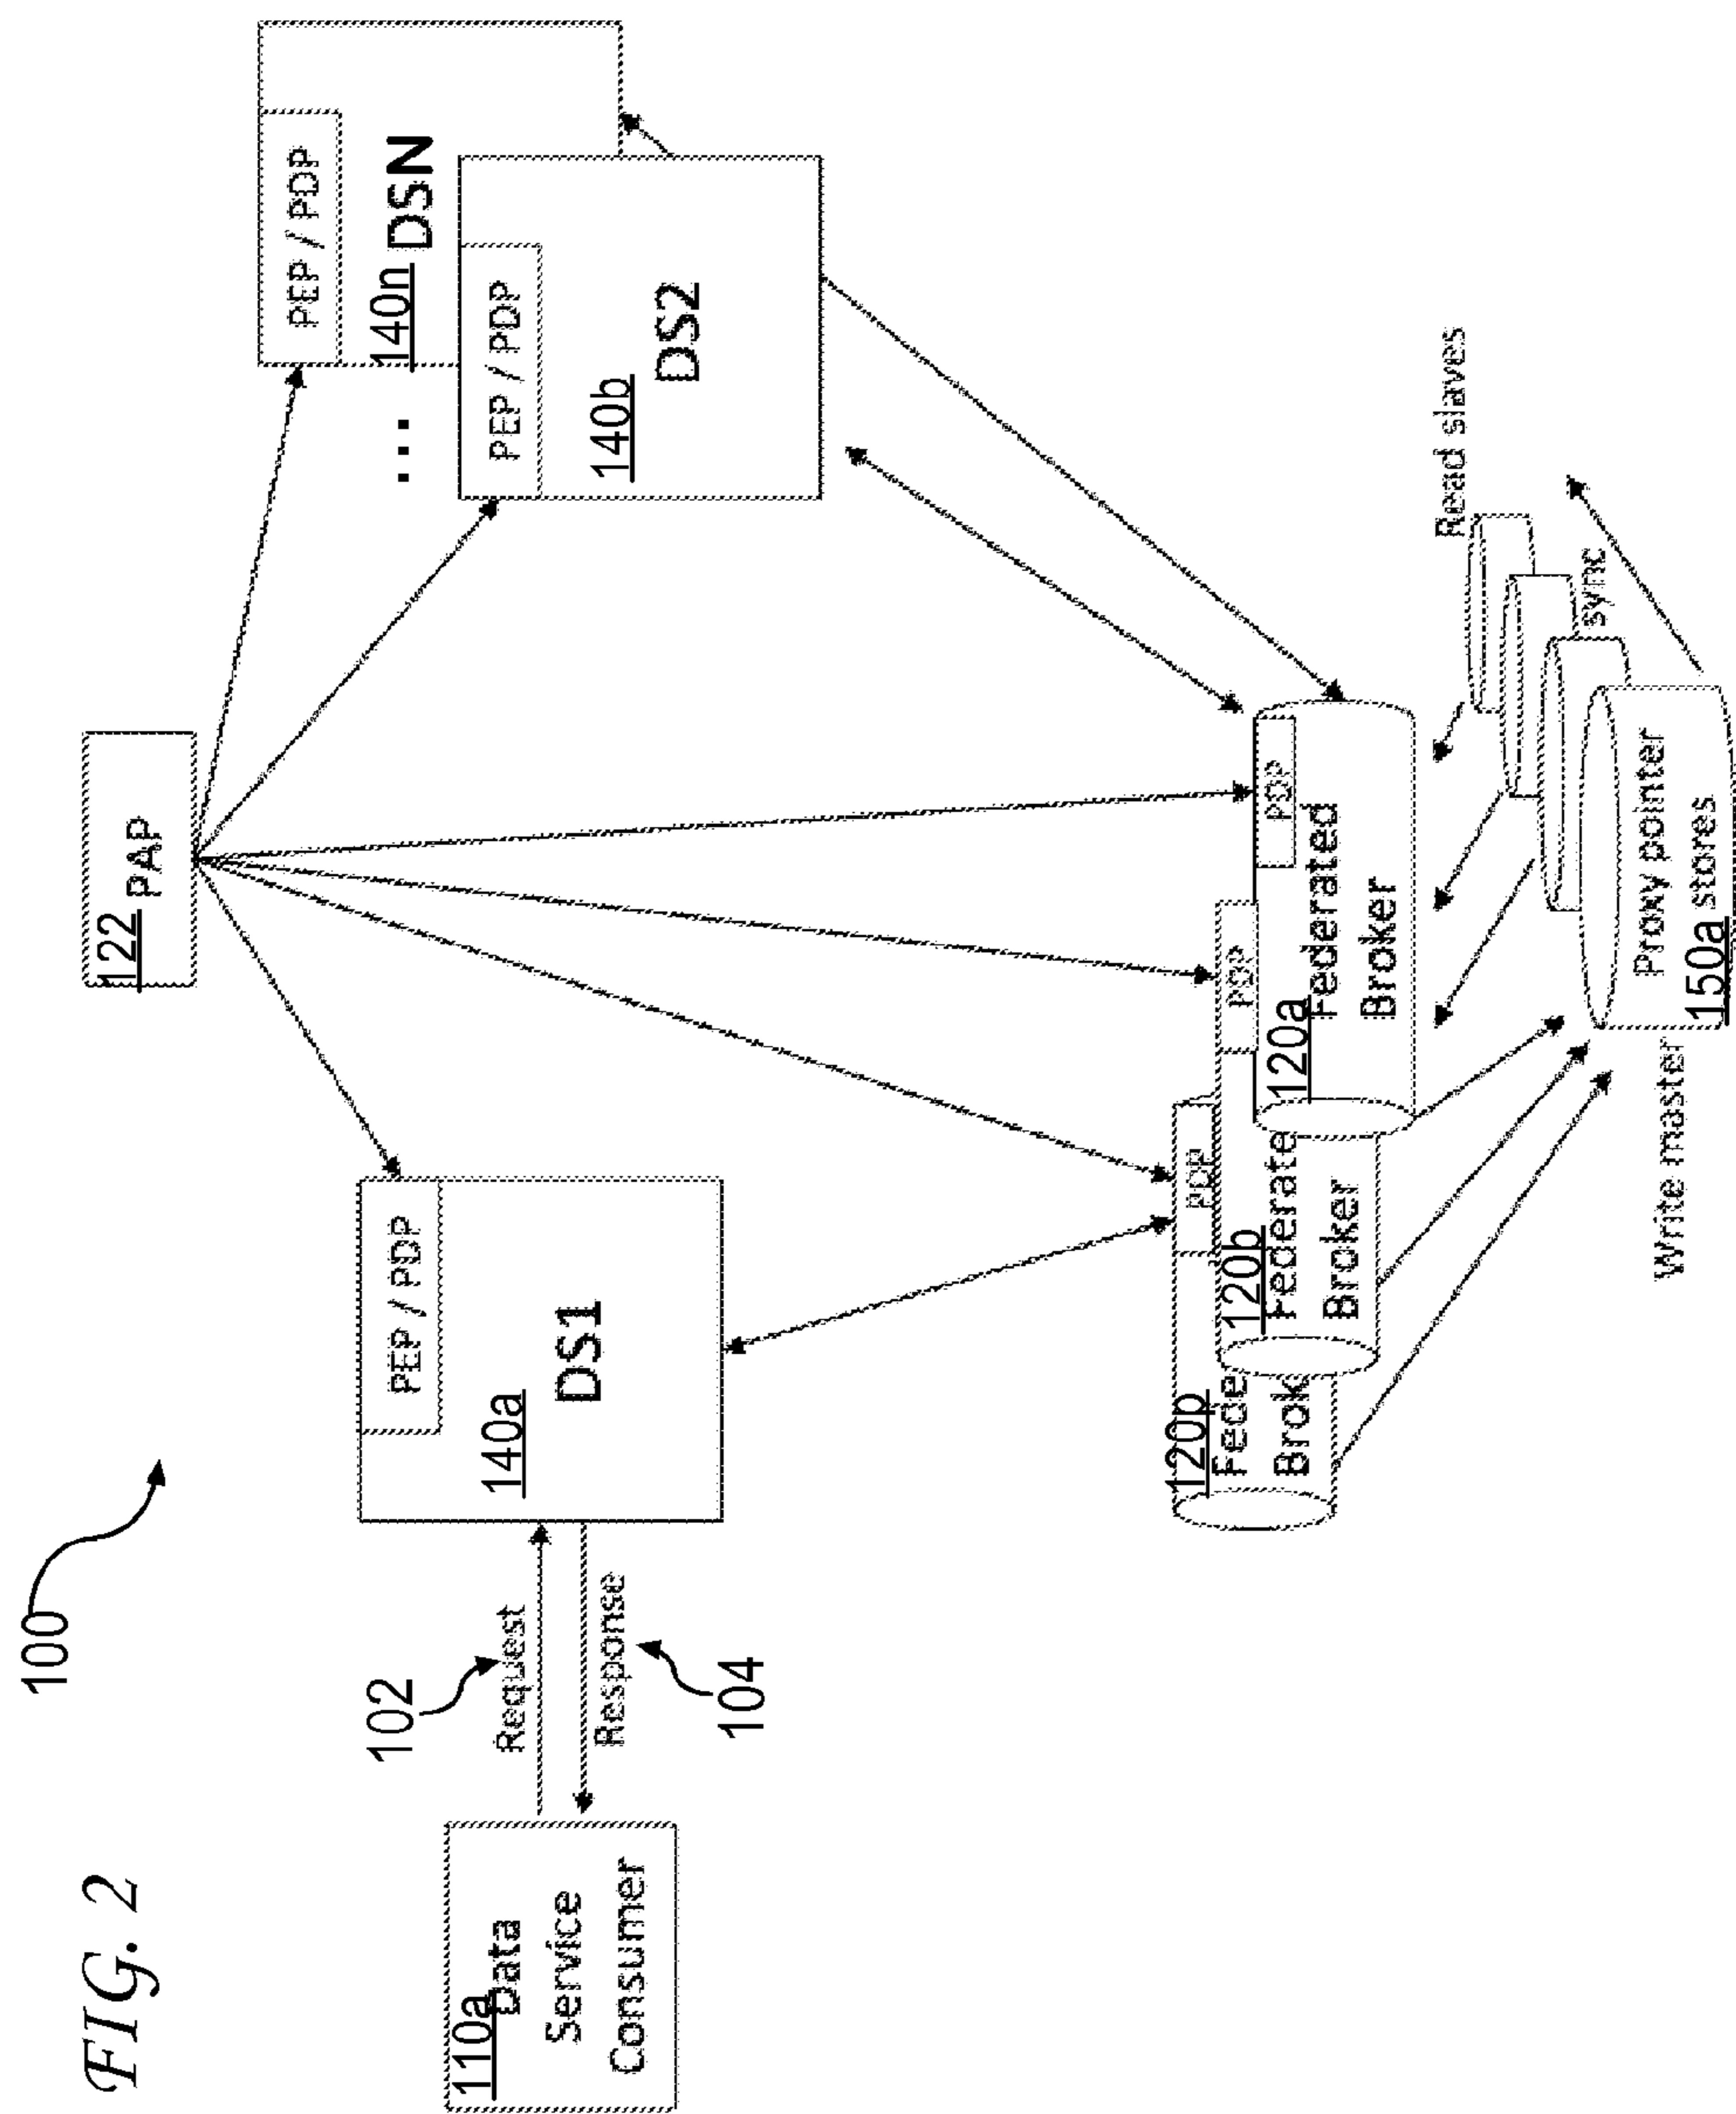 FIG. 2
100
122
PAP
PEP / PDP
DSN
140n
...
PEP / PDP
140b
DS2
PEP / PDP
140a
DS1
102
Request
Response
104
110a
Data
Service
Consumer
PDP
120a
Federated
Broker
PDP
120b
Federate
Broker
PDP
Fede
Brok
Read slaves
sync
Proxy pointer
150a stores
Write master